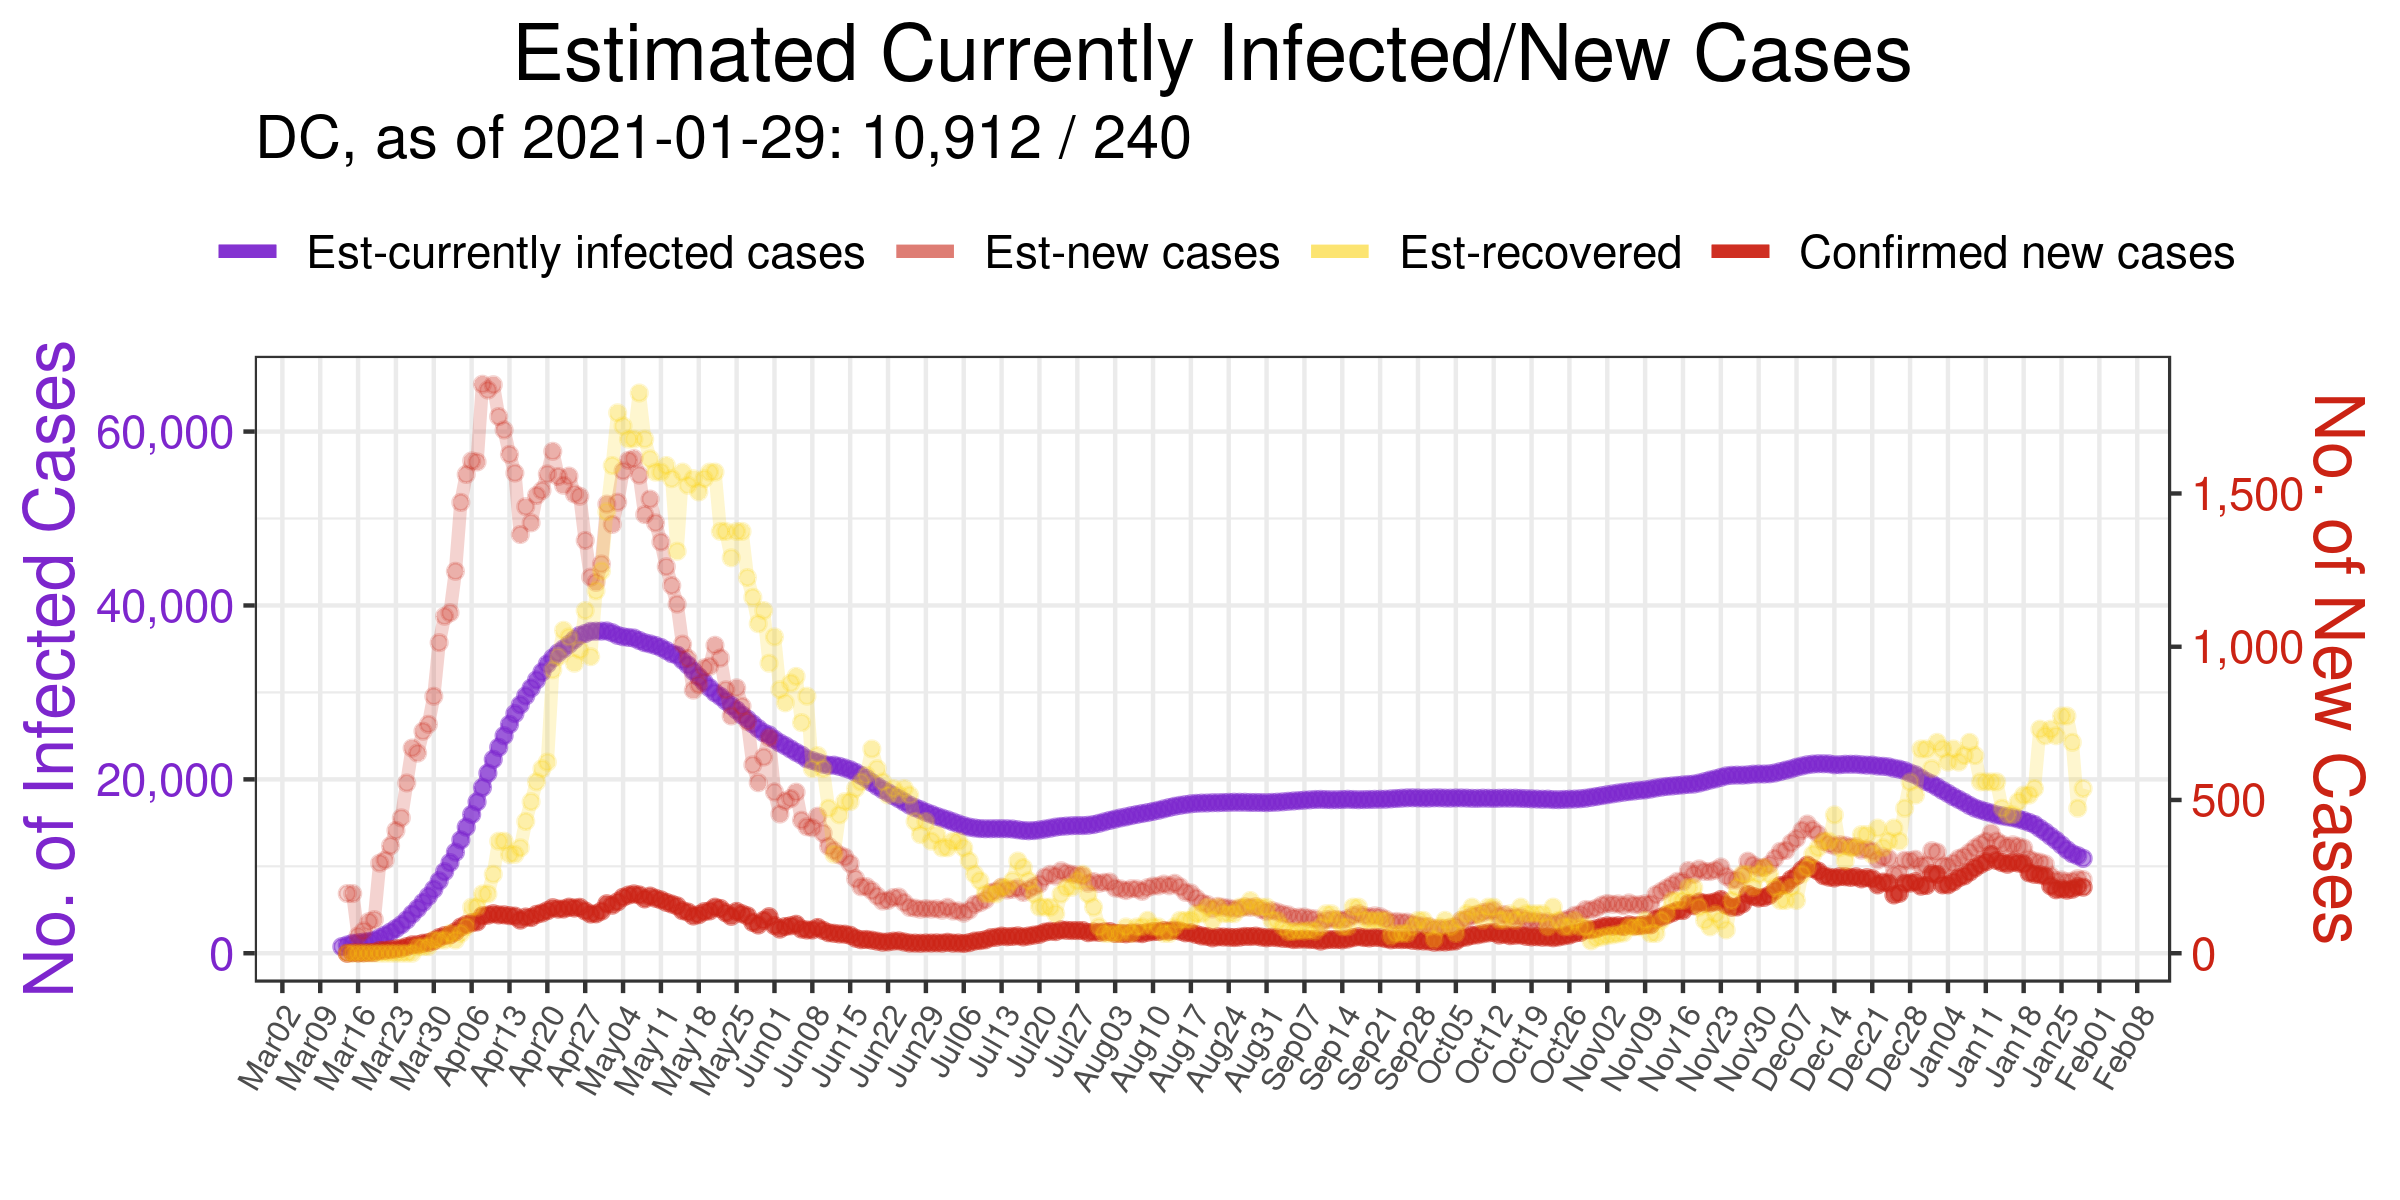 Estimated Currently Infected/New Cases
DC, as of 2021-01-29: 10,912 / 240
Est-currently infected cases Est-new cases Est-recovered Confirmed new cases
No. of Infected Cases
60,000
40,000
20,000
0
1,500
1,000
500
0
No. of New Cases
Mar02 Mar09 Mar16 Mar23 Mar30 Apr06 Apr13 Apr20 Apr27 May04 May11 May18 May25 Jun01 Jun08 Jun15 Jun22 Jun29 Jul06 Jul13 Jul20 Jul27 Aug03 Aug10 Aug17 Aug24 Aug31 Sep07 Sep14 Sep21 Sep28 Oct05 Oct12 Oct19 Oct26 Nov02 Nov09 Nov16 Nov23 Nov30 Dec07 Dec14 Dec21 Dec28 Jan04 Jan11 Jan18 Jan25 Feb01 Feb08